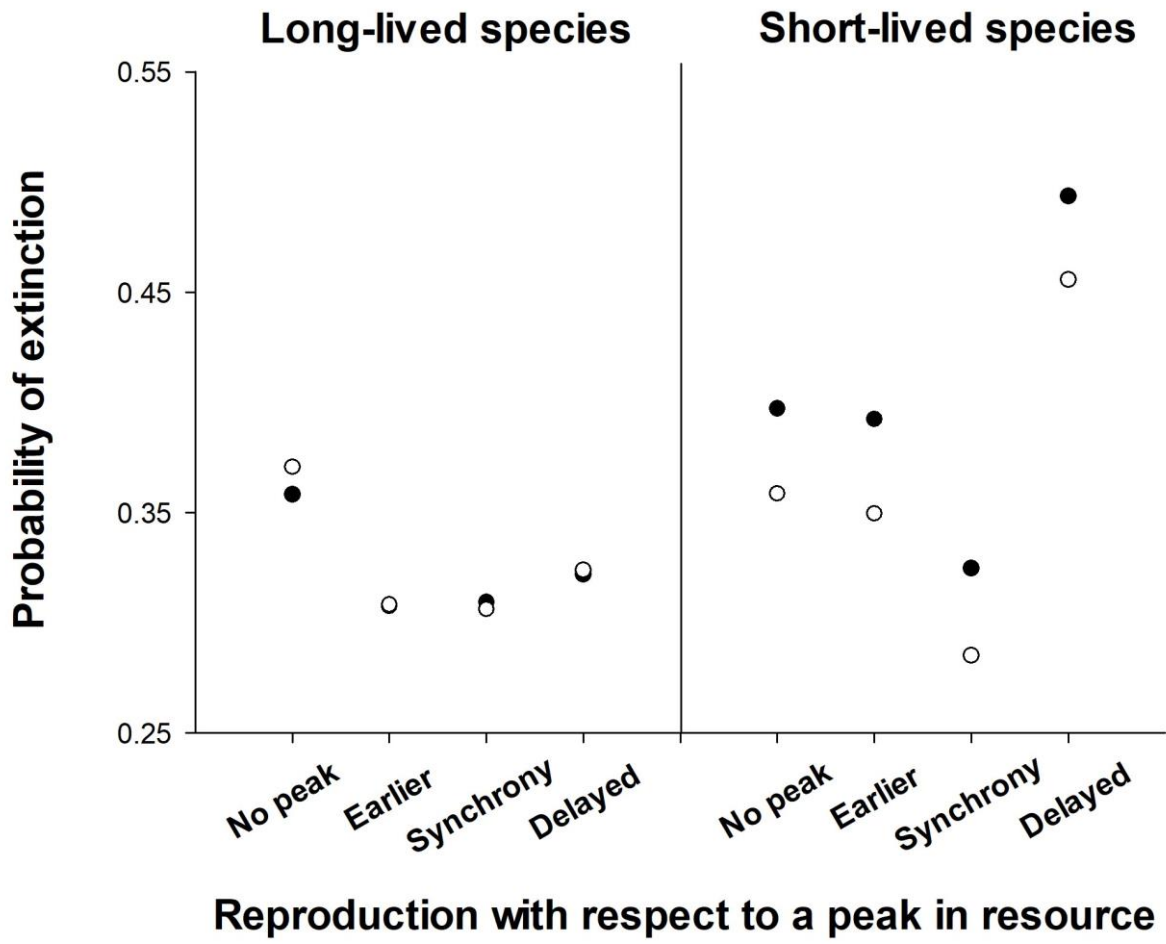 Long-lived species
Short-lived species
0.55
0.45
0.35
0.25
Probability of extinction
No peak
Earlier
Synchrony
Delayed
No peak
Earlier
Synchrony
Delayed
Reproduction with respect to a peak in resource